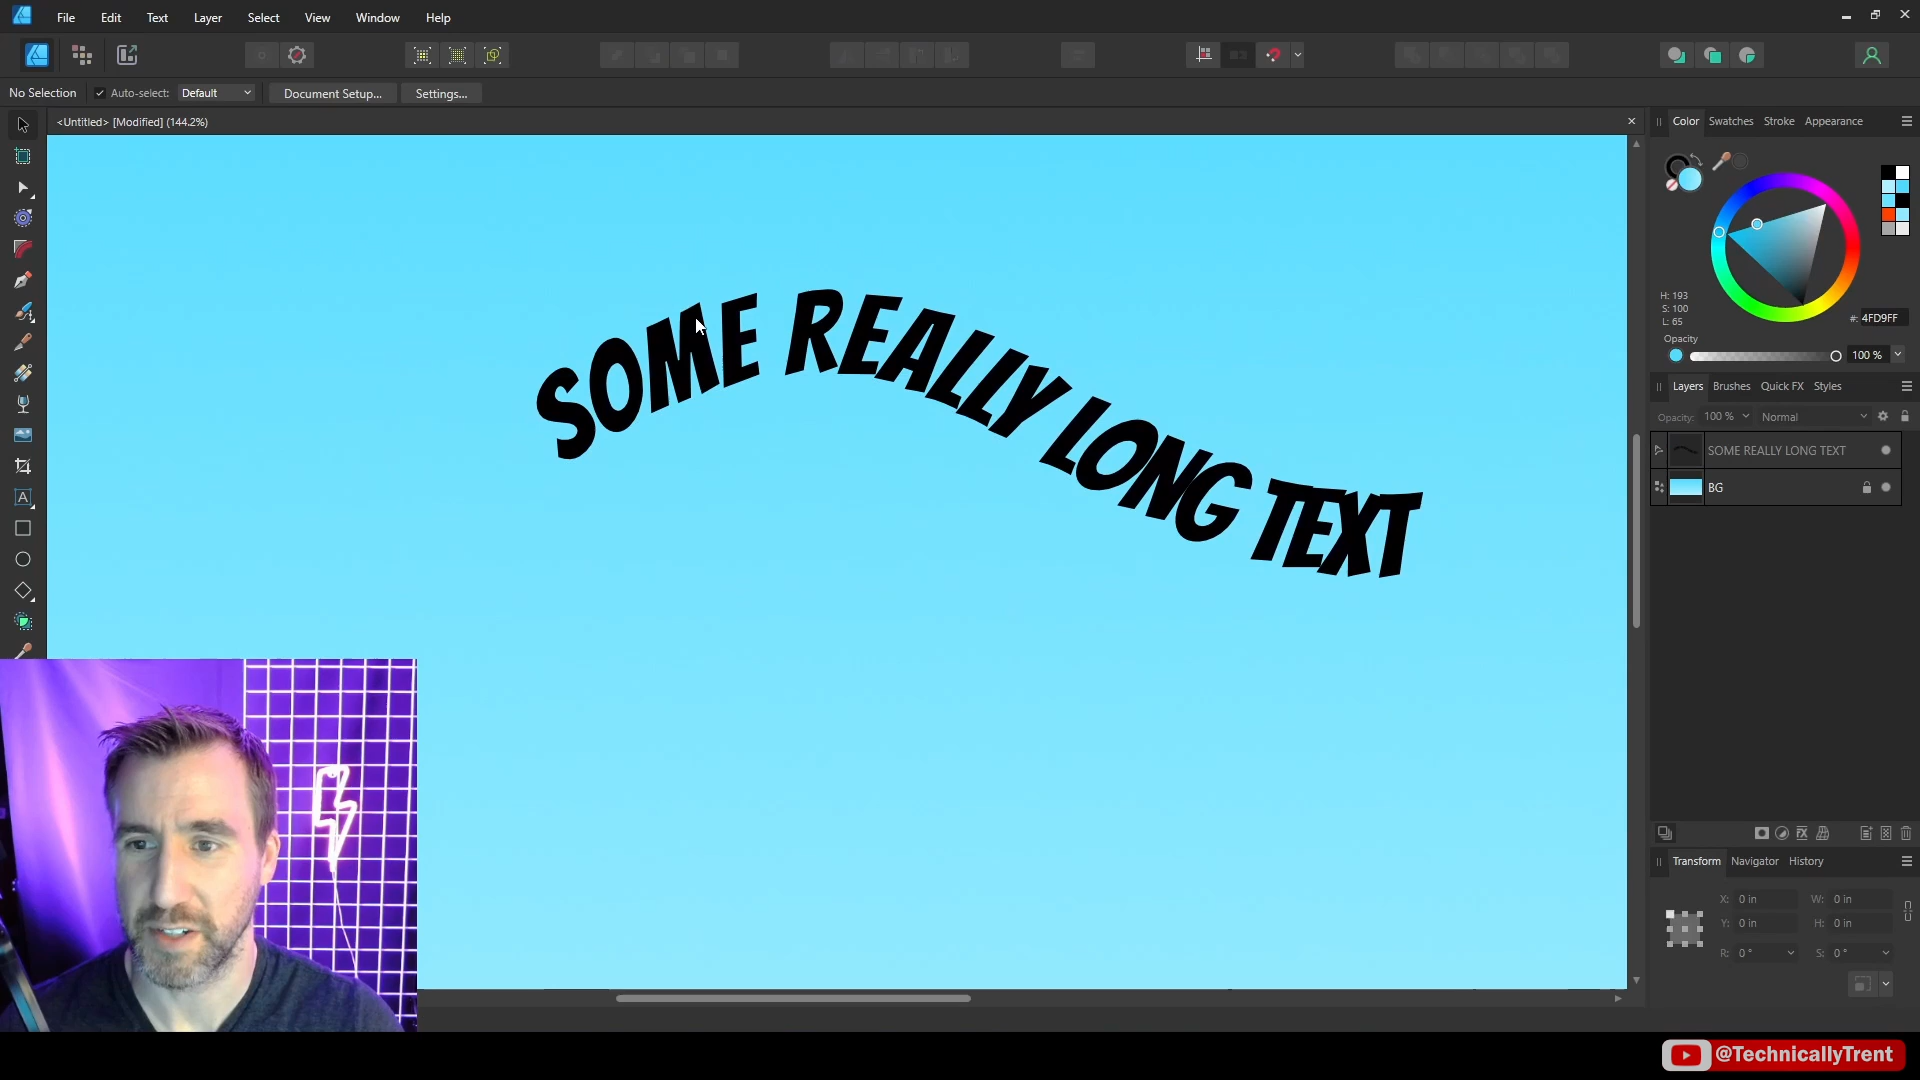 File Edit Text Layer Select View Window Help
No Selection Auto-select: Default Document Setup... Settings...
<Untitled> [Modified] (144.2%)
Color Swatches Stroke Appearance
H: 193
S: 100
L: 65
#: 4FD9FF
Opacity
100 %
Layers Brushes Quick FX Styles
Opacity: 100 % Normal
SOME REALLY LONG TEXT
BG
SOME REALLY LONG TEXT
A
Transform Navigator History
X: 0 in W: 0 in
Y: 0 in H: 0 in
R: 0 ° S: 0 °
@TechnicallyTrent